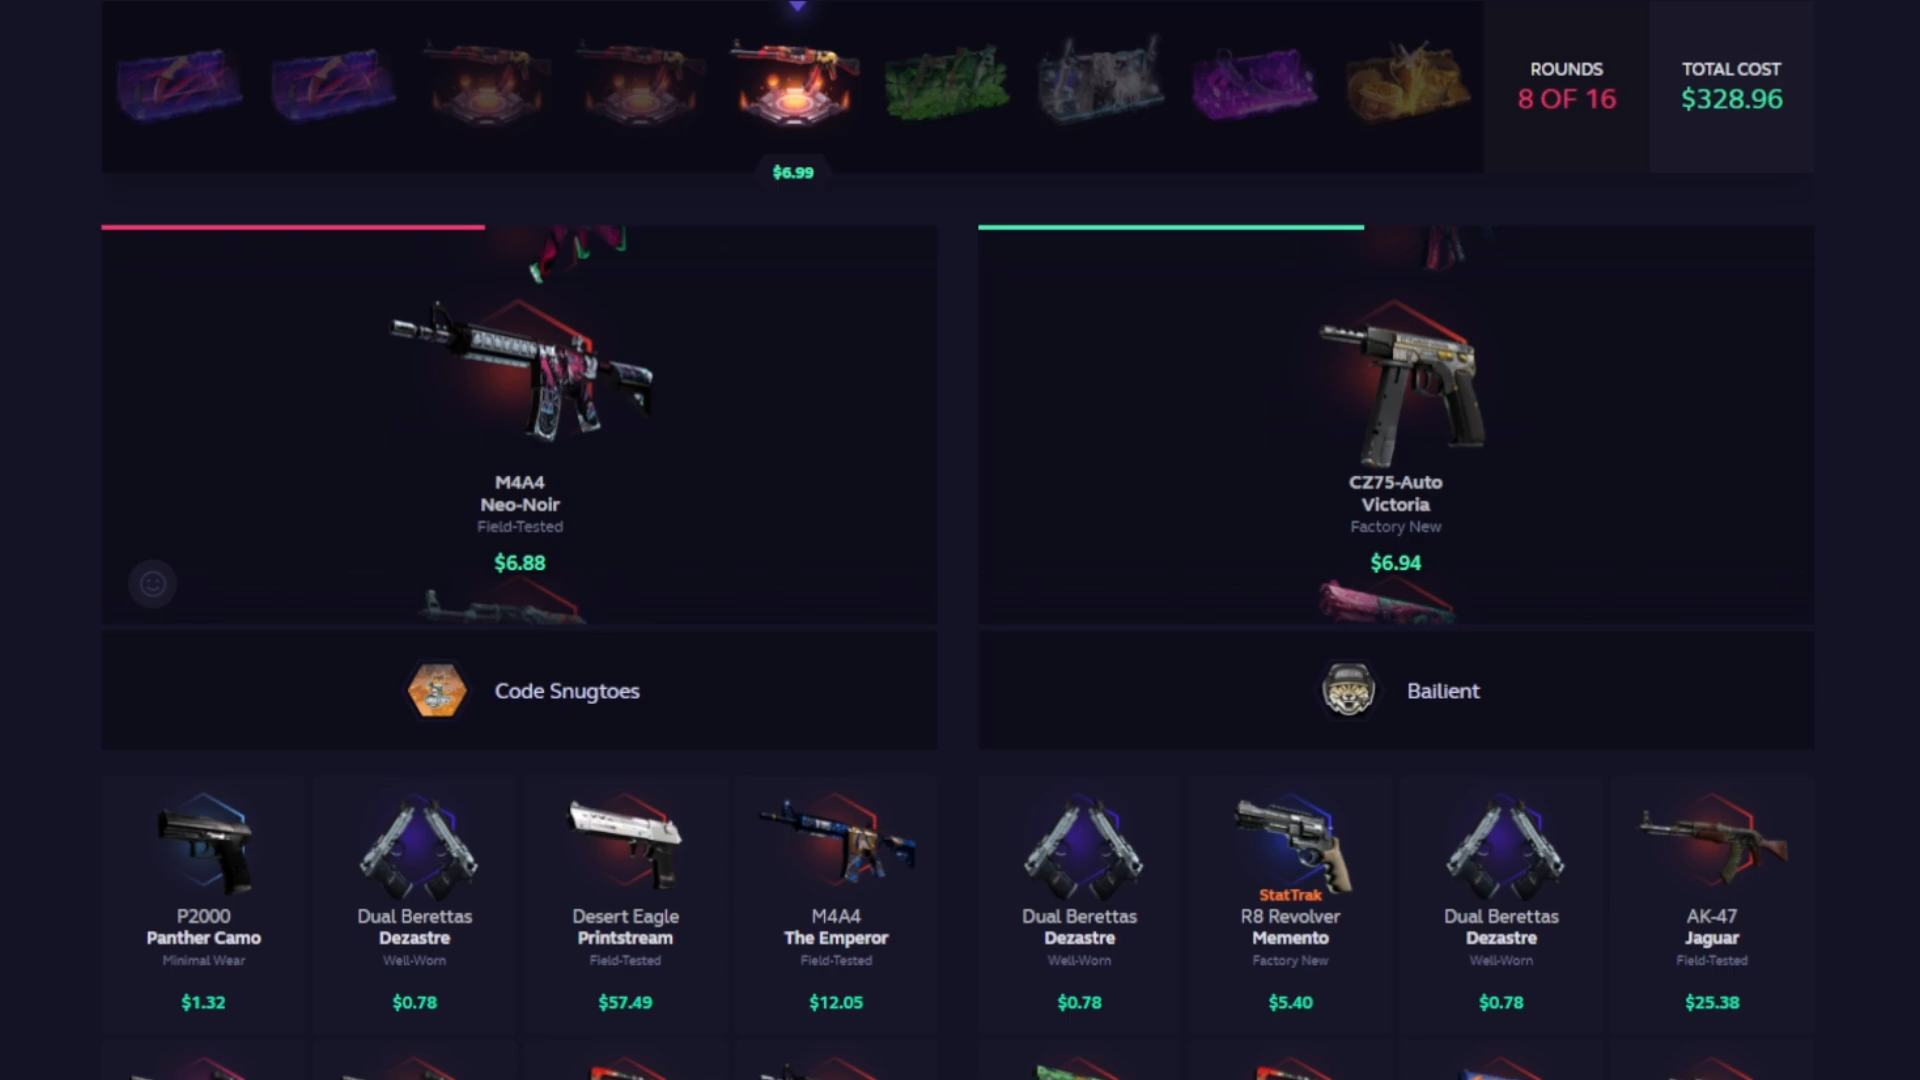 ROUNDS
8 OF 16
TOTAL COST
$328.96
$6.99
M4A4
Neo-Noir
Field-Tested
$6.88
CZ75-Auto
Victoria
Factory New
$6.94
Code Snugtoes
Bailient
P2000
Panther Camo
Minimal Wear
$1.32
Dual Berettas
Dezastre
Well-Worn
$0.78
Desert Eagle
Printstream
Field-Tested
$57.49
M4A4
The Emperor
Field-Tested
$12.05
Dual Berettas
Dezastre
Well-Worn
$0.78
StatTrak
R8 Revolver
Memento
Factory New
$5.40
Dual Berettas
Dezastre
Well-Worn
$0.78
AK-47
Jaguar
Field-Tested
$25.38